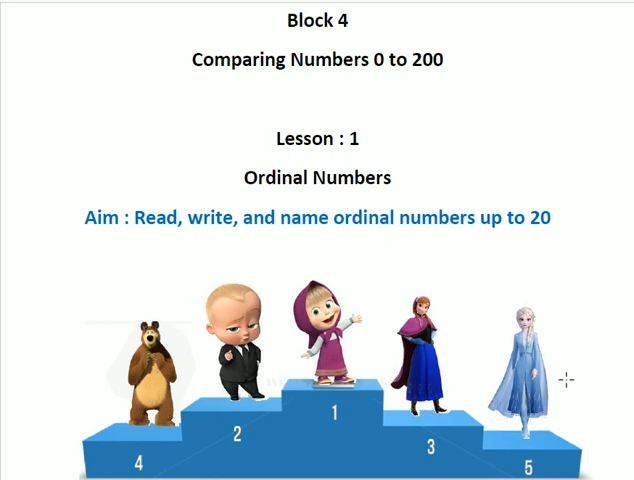 Block 4
Comparing Numbers 0 to 200
Lesson : 1
Ordinal Numbers
Aim : Read, write, and name ordinal numbers up to 20
1
2
3
4
5